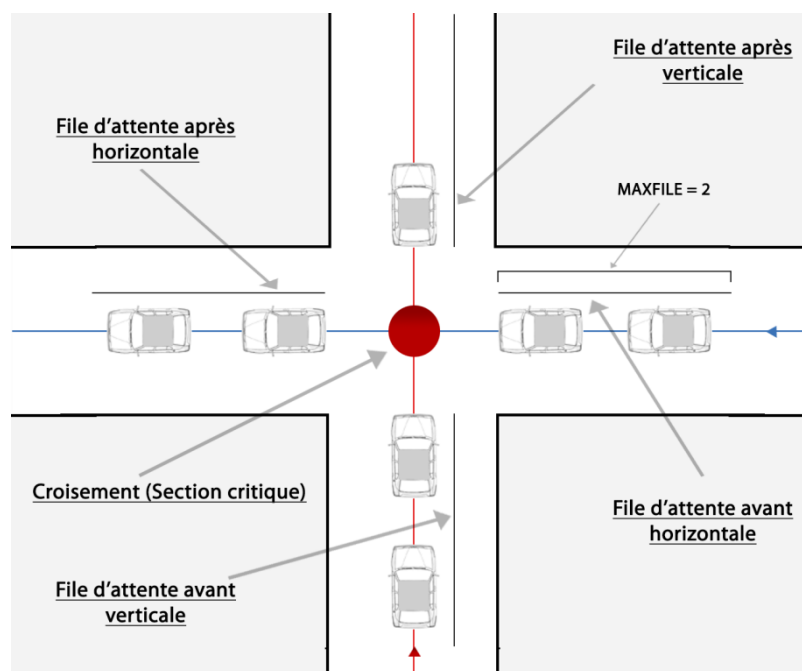 File d'attente après
verticale
File d'attente après
horizontale
MAXFILE = 2
Croisement (Section critique)
File d'attente avant
horizontale
File d'attente avant
verticale